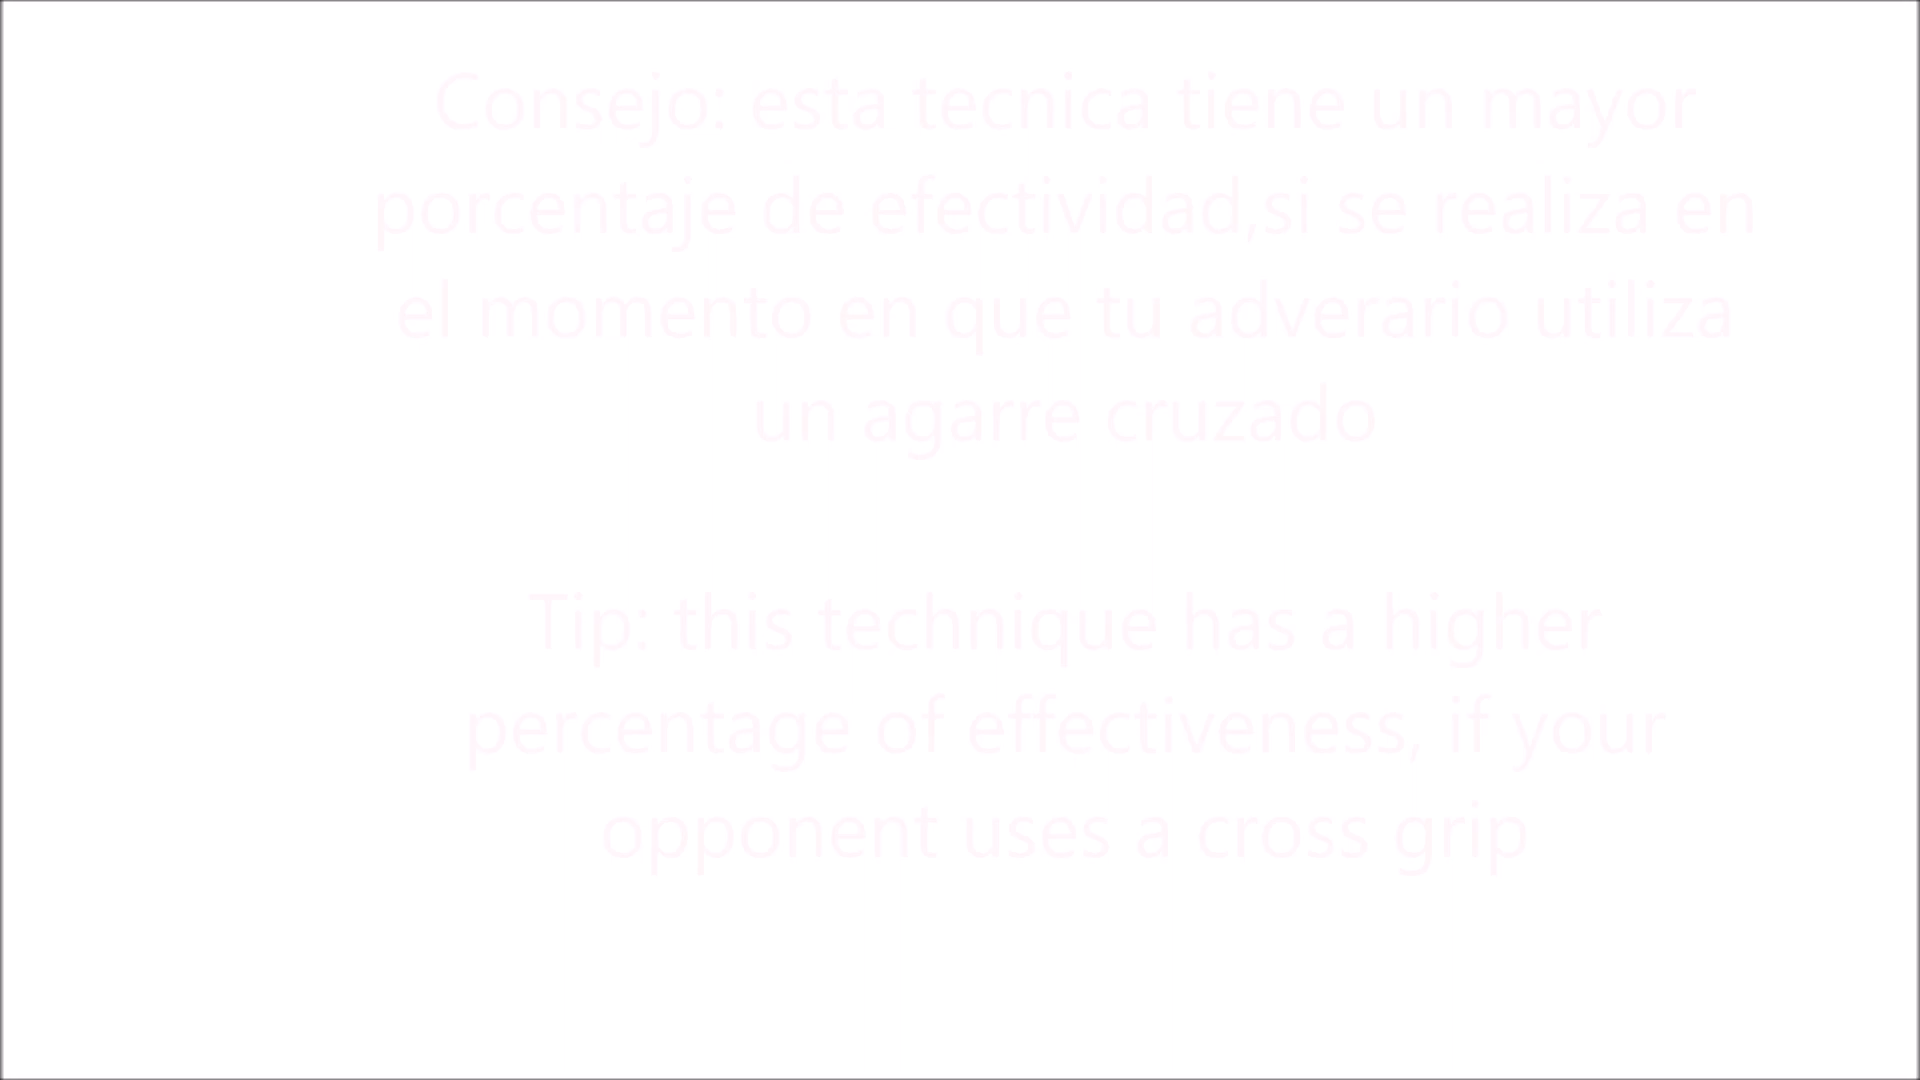 Consejo: esta tecnica tiene un mayor
porcentaje de efectividad,si se realiza en
el momento en que tu adverario utiliza
un agarre cruzado
Tip: this technique has a higher
percentage of effectiveness, if your
opponent uses a cross grip